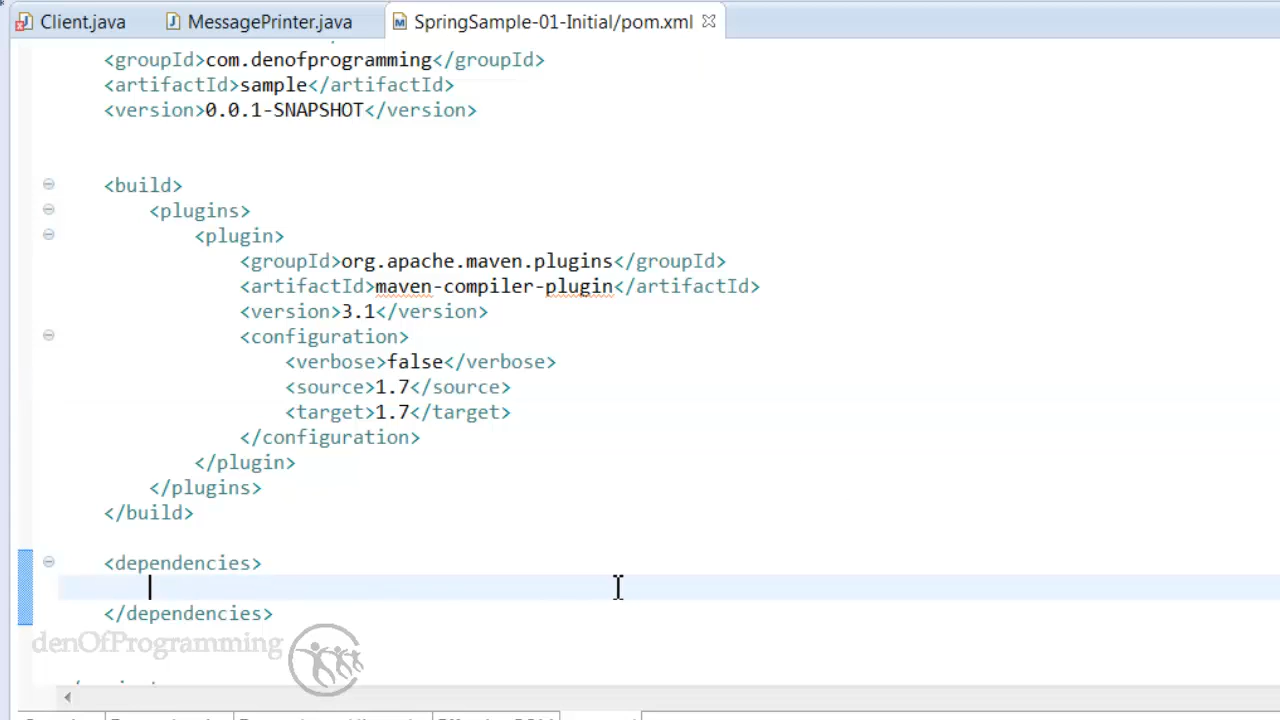 Client.java MessagePrinter.java SpringSample-01-Initial/pom.xml
<groupId>com.denofprogramming</groupId>
<artifactId>sample</artifactId>
<version>0.0.1-SNAPSHOT</version>
<build>
<plugins>
<plugin>
<groupId>org.apache.maven.plugins</groupId>
<artifactId>maven-compiler-plugin</artifactId>
<version>3.1</version>
<configuration>
<verbose>false</verbose>
<source>1.7</source>
<target>1.7</target>
</configuration>
</plugin>
</plugins>
</build>
<dependencies>
</dependencies>
denOfProgramming